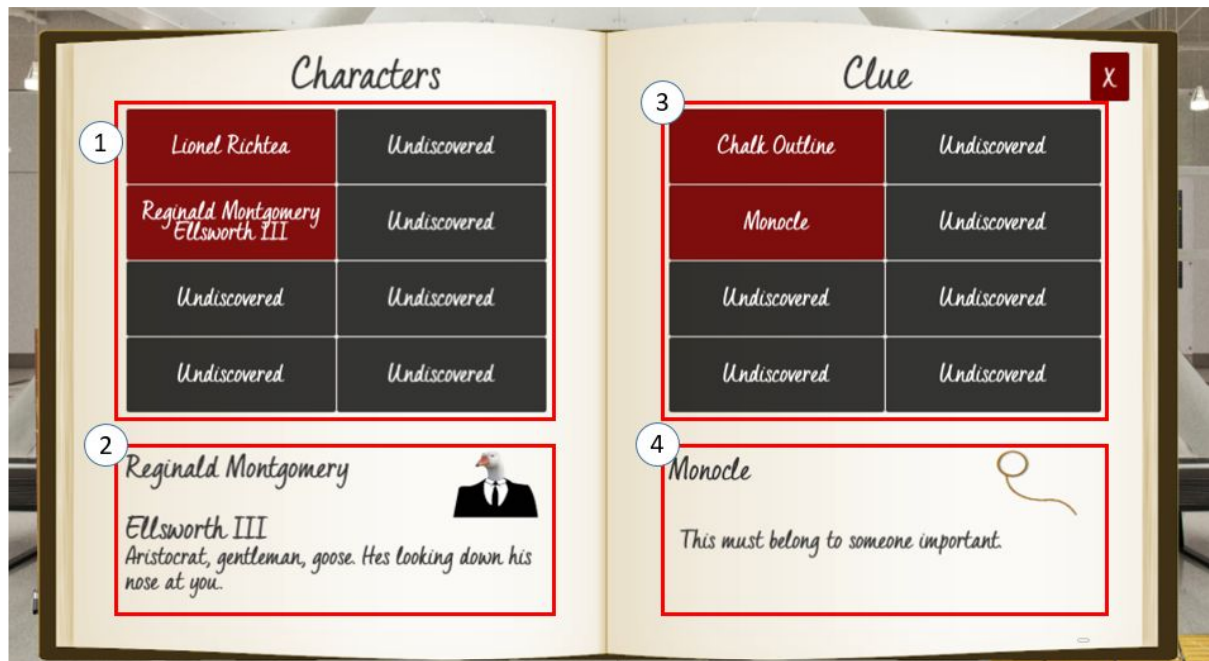 Characters
1
Lionel Richtea
Undiscovered
Reginald Montgomery
Ellsworth III
Undiscovered
Undiscovered
Undiscovered
Undiscovered
Undiscovered
2
Reginald Montgomery
Ellsworth III
Aristocrat, gentleman, goose. Hes looking down his
nose at you..
Clue
X
3
Chalk Outline
Undiscovered
Monocle
Undiscovered
Undiscovered
Undiscovered
Undiscovered
Undiscovered
4
Monocle
This must belong to someone important.